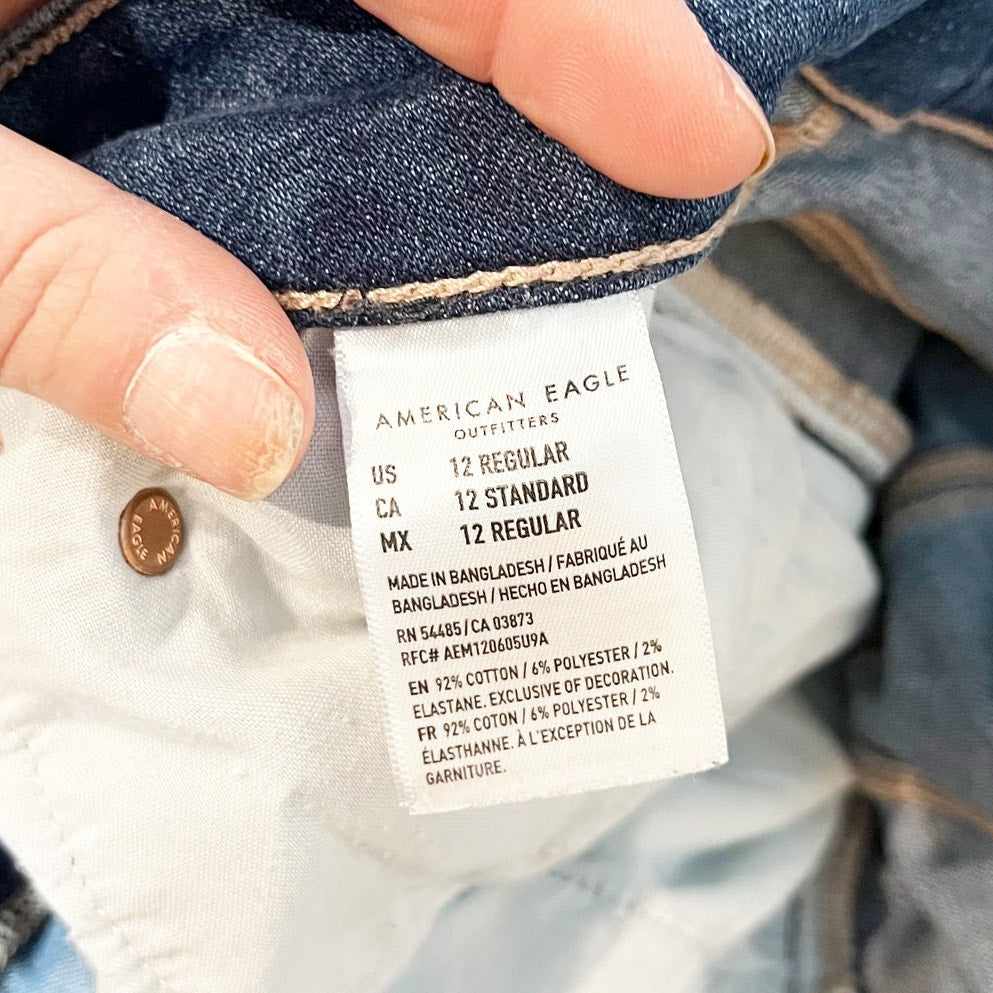 AMERICAN EAGLE
OUTFITTERS
US 12 REGULAR
CA 12 STANDARD
MX 12 REGULAR
MADE IN BANGLADESH / FABRIQUÉ AU
BANGLADESH / HECHO EN BANGLADESH
RN 54485 / CA 03873
RFC# AEM120605U9A
EN 92% COTTON / 6% POLYESTER / 2%
ELASTANE. EXCLUSIVE OF DECORATION.
FR 92% COTON / 6% POLYESTER / 2%
ÉLASTHANNE. À L'EXCEPTION DE LA
GARNITURE.
AMERICAN
EAGLE